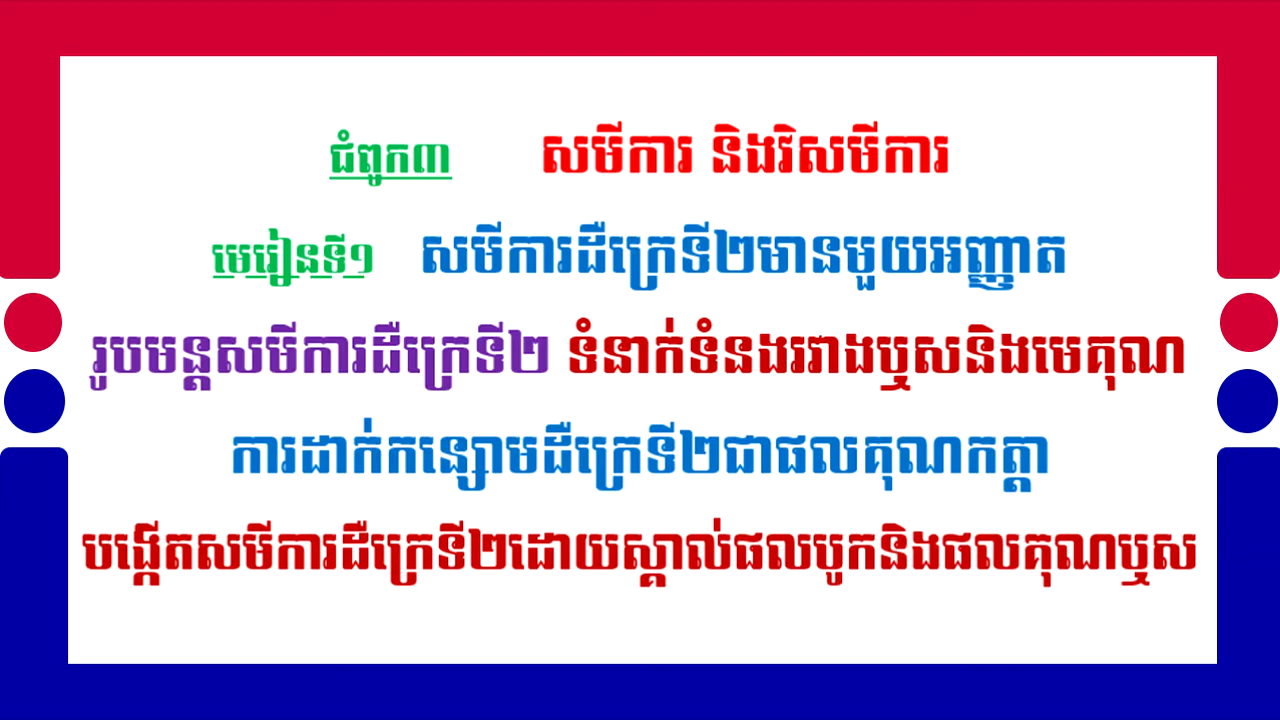 ជំពូក៣ សមីការ និងវិសមីការ
មេរៀនទី១ សមីការដឺក្រេទី២មានមួយអញ្ញាត
រូបមន្តសមីការដឺក្រេទី២ ទំនាក់ទំនងរវាងឬសនិងមេគុណ
ការដាក់កន្សោមដឺក្រេទី២ជាផលគុណកត្តា
បង្កើតសមីការដឺក្រេទី២ដោយស្គាល់ផលបូកនិងផលគុណឬស